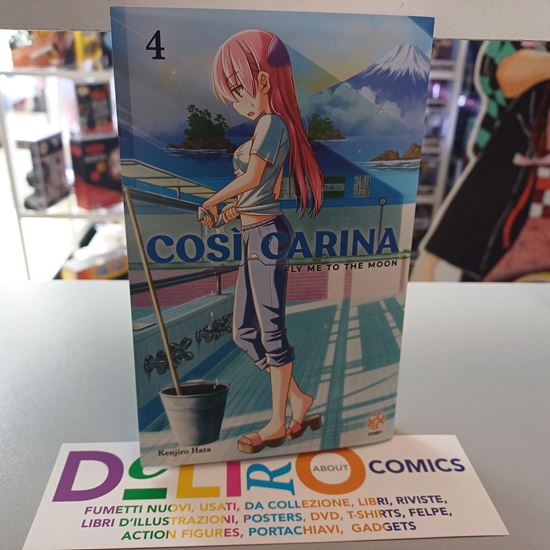 4
COSÌ CARINA
FLY ME TO THE MOON
Kenjiro Hata
DELIRIO ABOUT COMICS
FUMETTI NUOVI, USATI, DA COLLEZIONE, LIBRI, RIVISTE,
LIBRI D'ILLUSTRAZIONI, POSTERS, DVD, T-SHIRTS, FELPE,
ACTION FIGURES, PORTACHIAVI, GADGETS